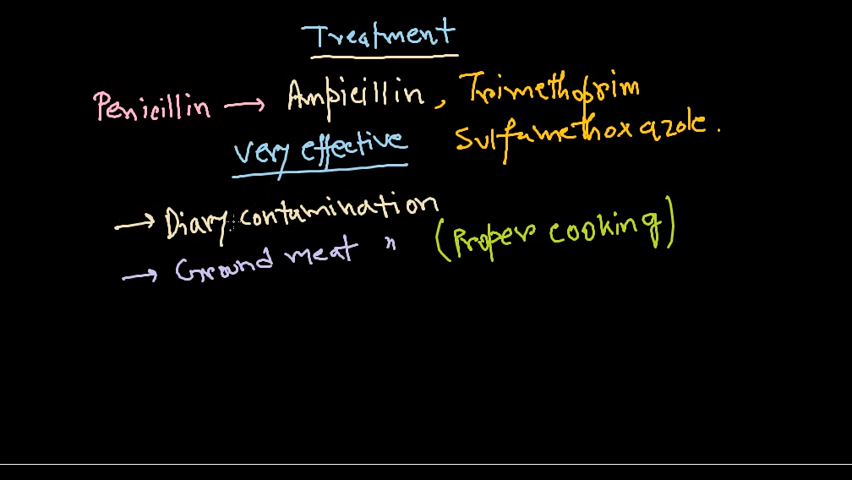 Treatment
Penicillin → Ampicillin, Trimethoprim
very effective Sulfamethoxazole.
→ Diary contamination
→ Ground meat " (Proper cooking)